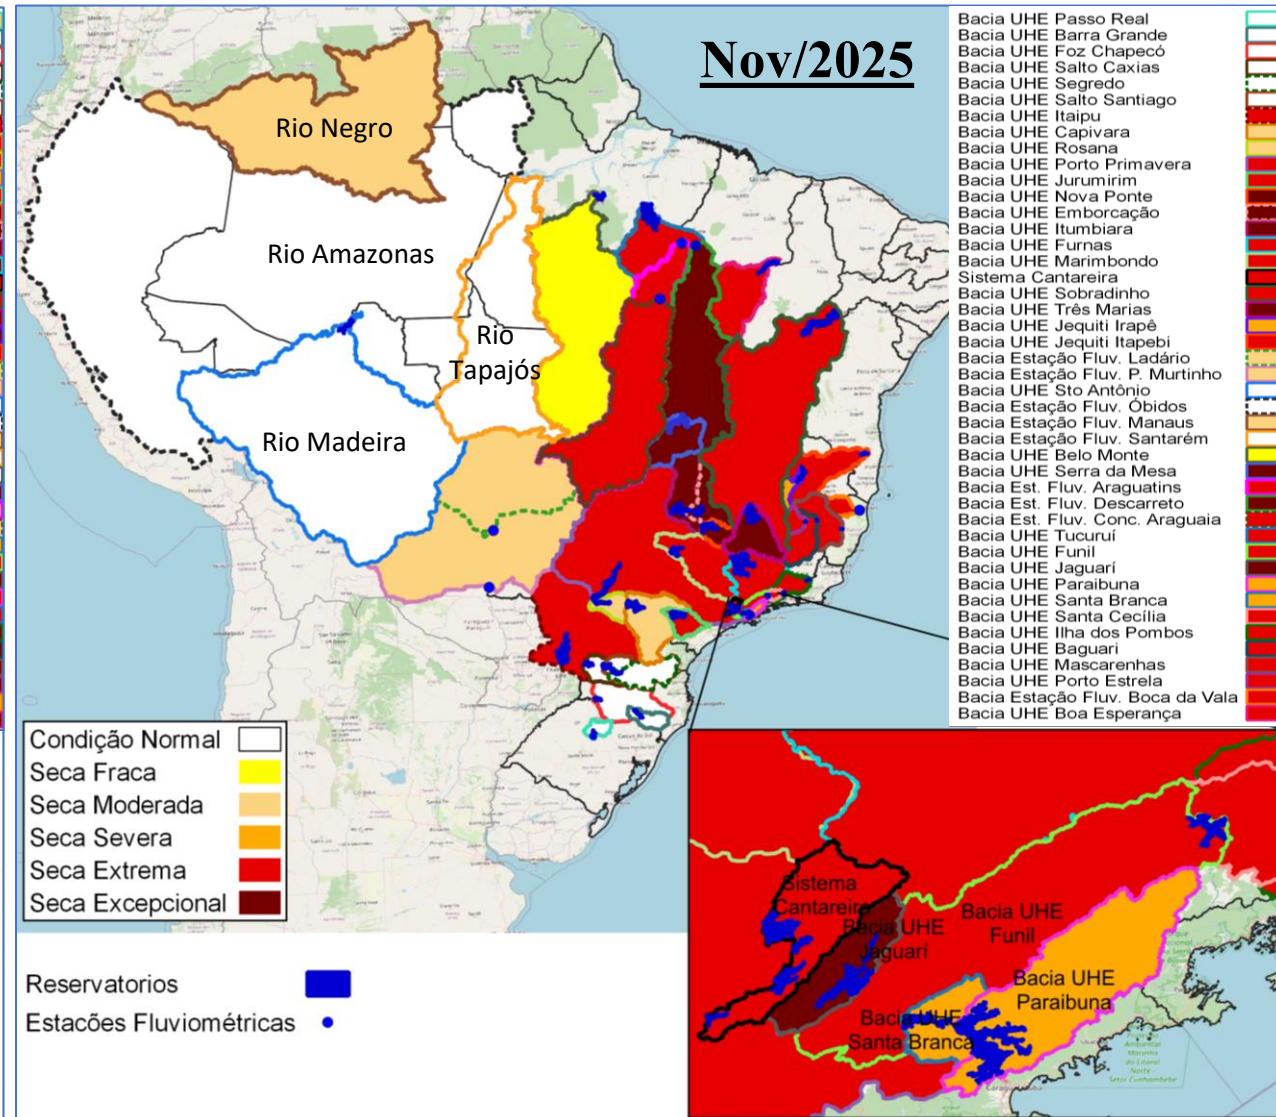 Nov/2025
Rio Negro
Rio Amazonas
Rio
Tapajós
Rio Madeira
Bacia UHE Passo Real
Bacia UHE Barra Grande
Bacia UHE Foz Chapecó
Bacia UHE Salto Caxias
Bacia UHE Segredo
Bacia UHE Salto Santiago
Bacia UHE Itaipu
Bacia UHE Capivara
Bacia UHE Rosana
Bacia UHE Porto Primavera
Bacia UHE Jurumirim
Bacia UHE Nova Ponte
Bacia UHE Emborcação
Bacia UHE Itumbiara
Bacia UHE Furnas
Bacia UHE Marimbondo
Sistema Cantareira
Bacia UHE Sobradinho
Bacia UHE Três Marias
Bacia UHE Jequiti Irapê
Bacia UHE Jequiti Itapebi
Bacia Estação Fluv. Ladário
Bacia Estação Fluv. P. Murtinho
Bacia UHE Sto Antônio
Bacia Estação Fluv. Óbidos
Bacia Estação Fluv. Manaus
Bacia Estação Fluv. Santarém
Bacia UHE Belo Monte
Bacia UHE Serra da Mesa
Bacia Est. Fluv. Araguatins
Bacia Est. Fluv. Descarreto
Bacia Est. Fluv. Conc. Araguaia
Bacia UHE Tucuruí
Bacia UHE Funil
Bacia UHE Jaguarí
Bacia UHE Paraibuna
Bacia UHE Santa Branca
Bacia UHE Santa Cecília
Bacia UHE Ilha dos Pombos
Bacia UHE Baguari
Bacia UHE Mascarenhas
Bacia UHE Porto Estrela
Bacia Estação Fluv. Boca da Vala
Bacia UHE Boa Esperança
Condição Normal
Seca Fraca
Seca Moderada
Seca Severa
Seca Extrema
Seca Excepcional
Reservatorios
Estacões Fluviométricas
Sistema
Cantareira
Bacia UHE
Jaguarí
Bacia UHE
Funil
Bacia UHE
Paraibuna
Bacia UHE
Santa Branca